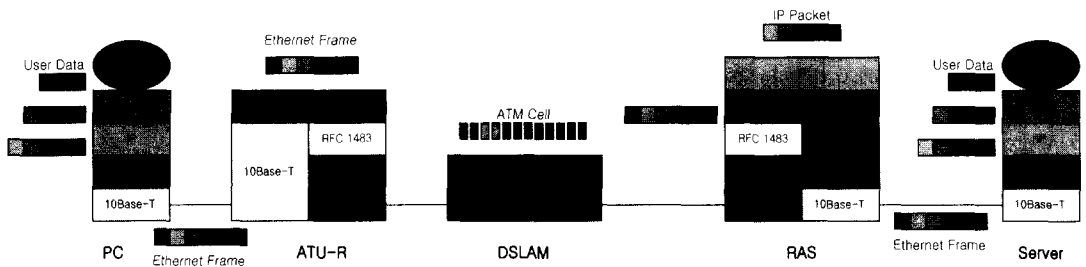 IP Packet
Ethernet Frame
User Data
User Data
ATM Cell
RFC 1483
RFC 1483
10Base-T
10Base-T
10Base-T
10Base-T
PC
ATU-R
DSLAM
RAS
Server
Ethernet Frame
Ethernet Frame